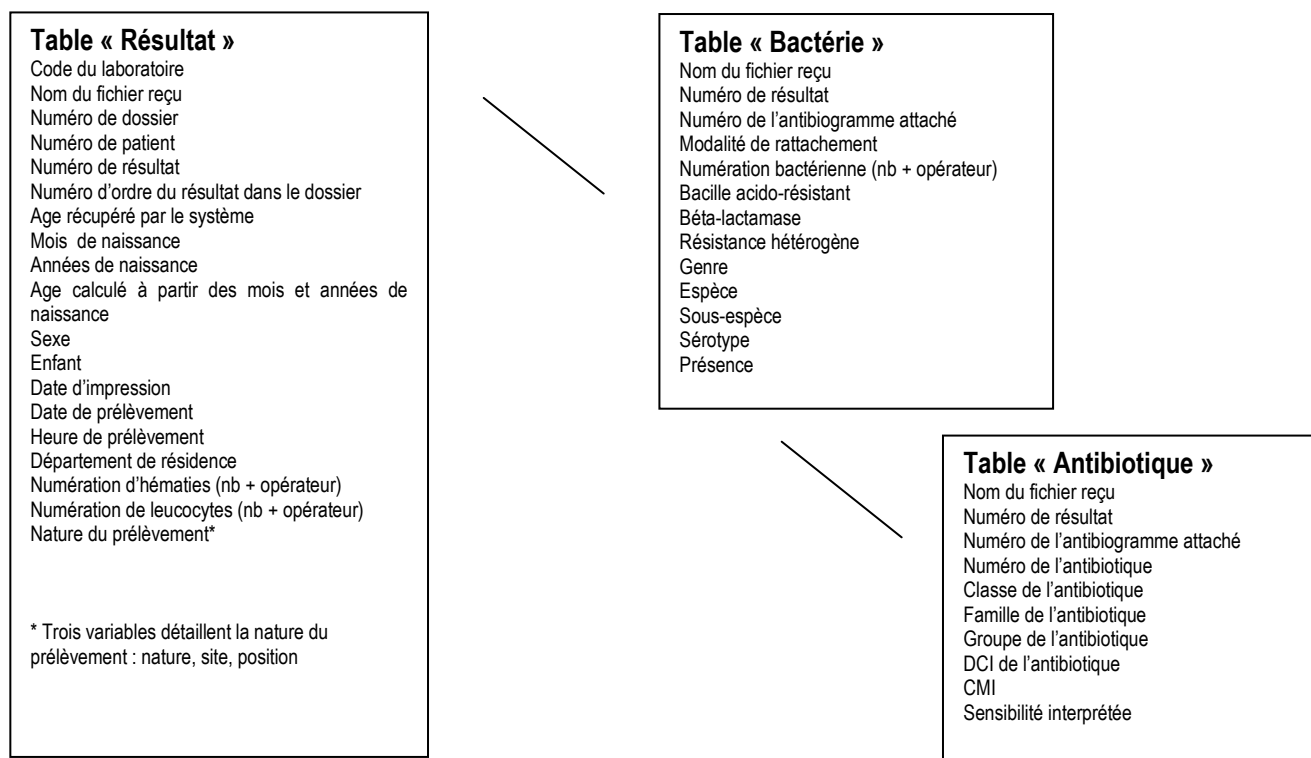 Table « Résultat »
Code du laboratoire
Nom du fichier reçu
Numéro de dossier
Numéro de patient
Numéro de résultat
Numéro d’ordre du résultat dans le dossier
Age récupéré par le système
Mois de naissance
Années de naissance
Age calculé à partir des mois et années de
naissance
Sexe
Enfant
Date d’impression
Date de prélèvement
Heure de prélèvement
Département de résidence
Numération d’hématies (nb + opérateur)
Numération de leucocytes (nb + opérateur)
Nature du prélèvement*
* Trois variables détaillent la nature du
prélèvement : nature, site, position
Table « Bactérie »
Nom du fichier reçu
Numéro de résultat
Numéro de l’antibiogramme attaché
Modalité de rattachement
Numération bactérienne (nb + opérateur)
Bacille acido-résistant
Béta-lactamase
Résistance hétérogène
Genre
Espèce
Sous-espèce
Sérotype
Présence
Table « Antibiotique »
Nom du fichier reçu
Numéro de résultat
Numéro de l’antibiogramme attaché
Numéro de l’antibiotique
Classe de l’antibiotique
Famille de l’antibiotique
Groupe de l’antibiotique
DCI de l’antibiotique
CMI
Sensibilité interprétée